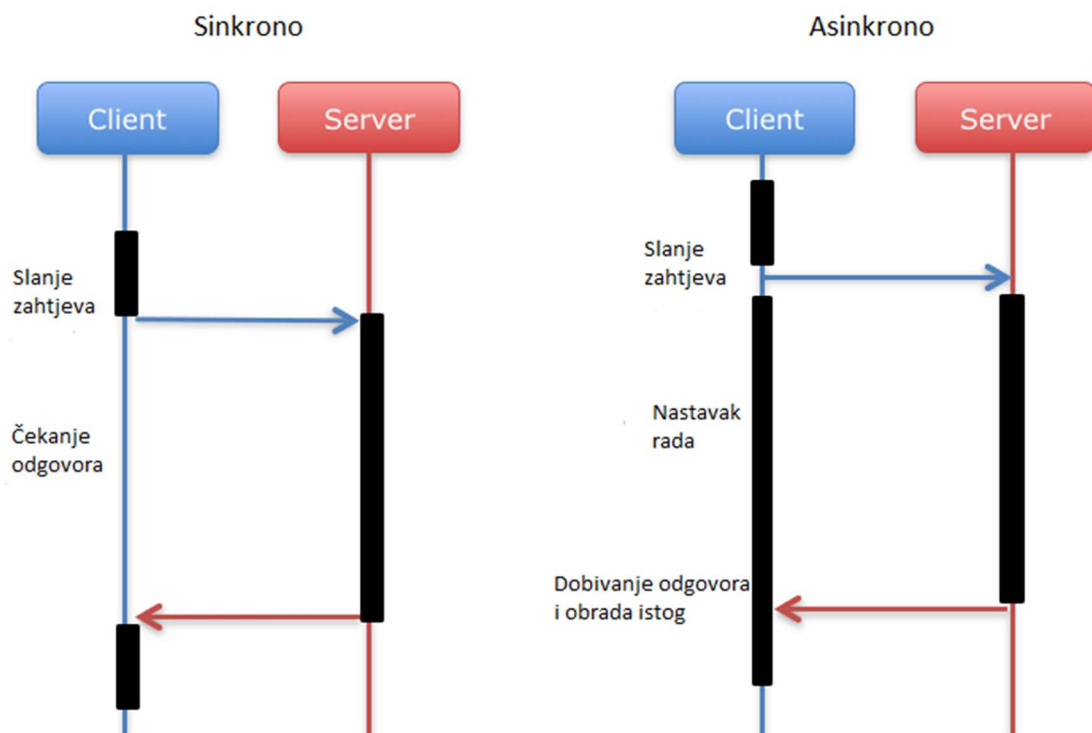 Sinkrono
Client
Server
Slanje
zahtjeva
Čekanje
odgovora
Asinkrono
Client
Server
Slanje
zahtjeva
Nastavak
rada
Dobivanje odgovora
i obrada istog